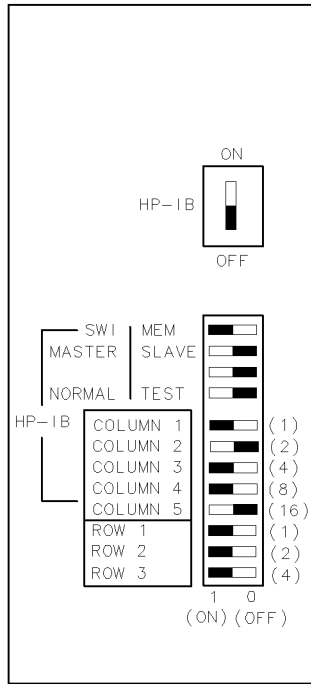 ON
HP-IB
OFF
SWI MEM
MASTER SLAVE
NORMAL TEST
HP-IB
COLUMN 1 (1)
COLUMN 2 (2)
COLUMN 3 (4)
COLUMN 4 (8)
COLUMN 5 (16)
ROW 1 (1)
ROW 2 (2)
ROW 3 (4)
1 0
(ON) (OFF)